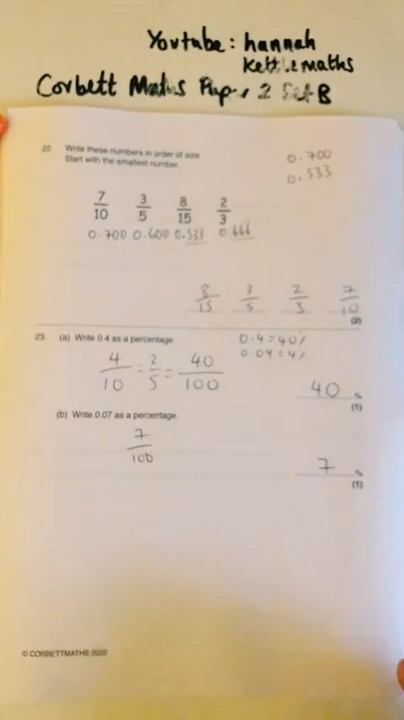 Youtube: hannah
Kettlemaths
Corbett Maths Paper 2 Set B
22. Write these numbers in order of size.
Start with the smallest number.
0.700
0.533
7/10 3/5 8/15 2/3
0.700 0.600 0.533 0.666
8/15 3/5 2/3 7/10
(2)
23. (a) Write 0.4 as a percentage
0.4 = 40%
0.04 = 4%
4/10 = 2/5 = 40/100
40 %
(1)
(b) Write 0.07 as a percentage
7/100
7 %
(1)
© CORBETTMATHS 2022